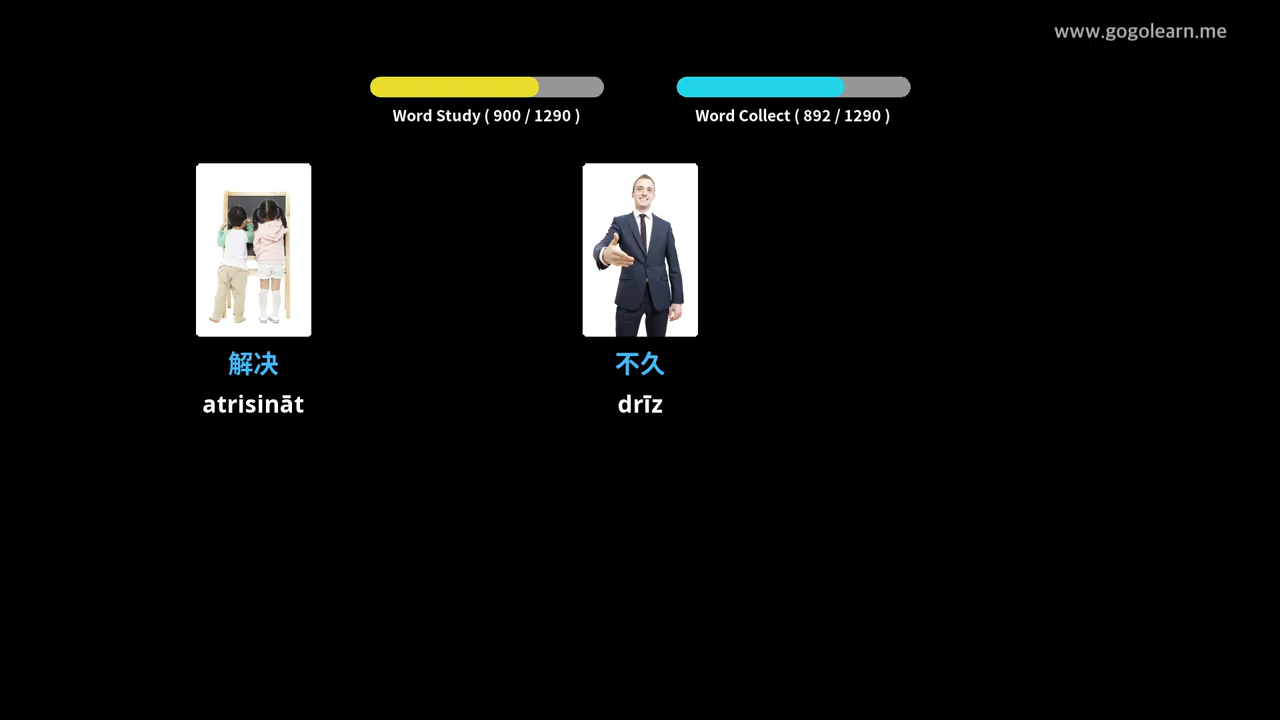 www.gogolearn.me
Word Study ( 900 / 1290 )
Word Collect ( 892 / 1290 )
解决
atrisināt
不久
drīz